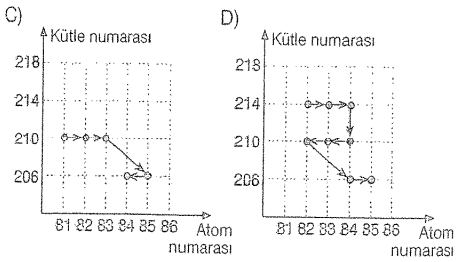 C)
Kütle numarası
218
214
210
206
81 82 83 84 85 86 Atom
numarası
D)
Kütle numarası
218
214
210
206
81 82 83 84 85 86
Atom
numarası